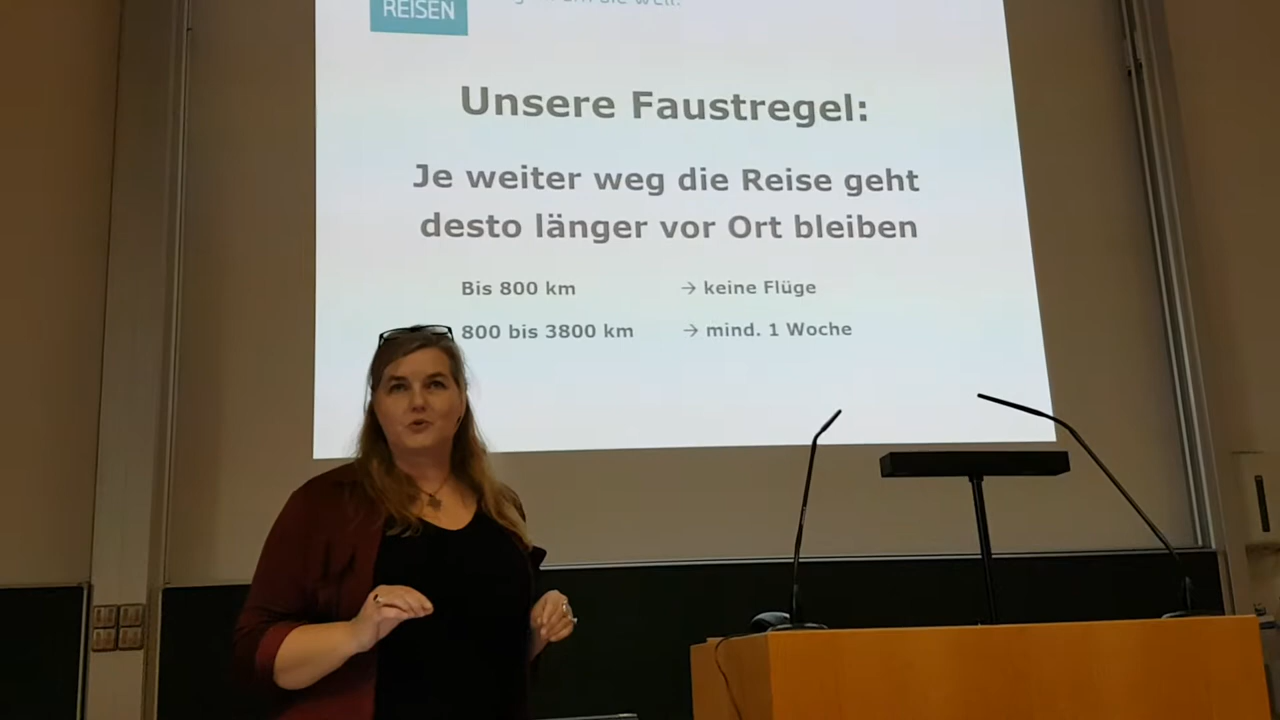 REISEN
Unsere Faustregel:
Je weiter weg die Reise geht
desto länger vor Ort bleiben
Bis 800 km → keine Flüge
800 bis 3800 km → mind. 1 Woche